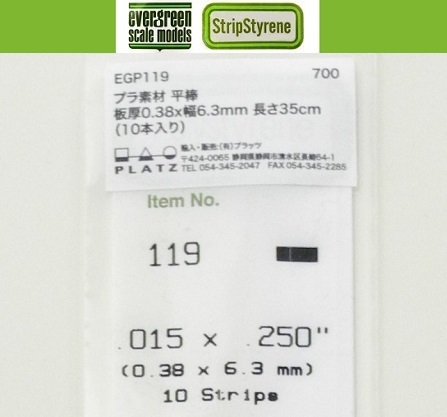 evergreen
scale models
StripStyrene
EGP119 700
プラ素材 平棒
板厚0.38x幅6.3mm 長さ35cm
(10本入り)
輸入・販売:(有)プラッツ
〒424-0065 静岡県静岡市清水区長崎64-1
PLATZ TEL 054-345-2047 FAX 054-345-2285
Item No.
119
.015 x .250"
(0.38 x 6.3 mm)
10 Strips